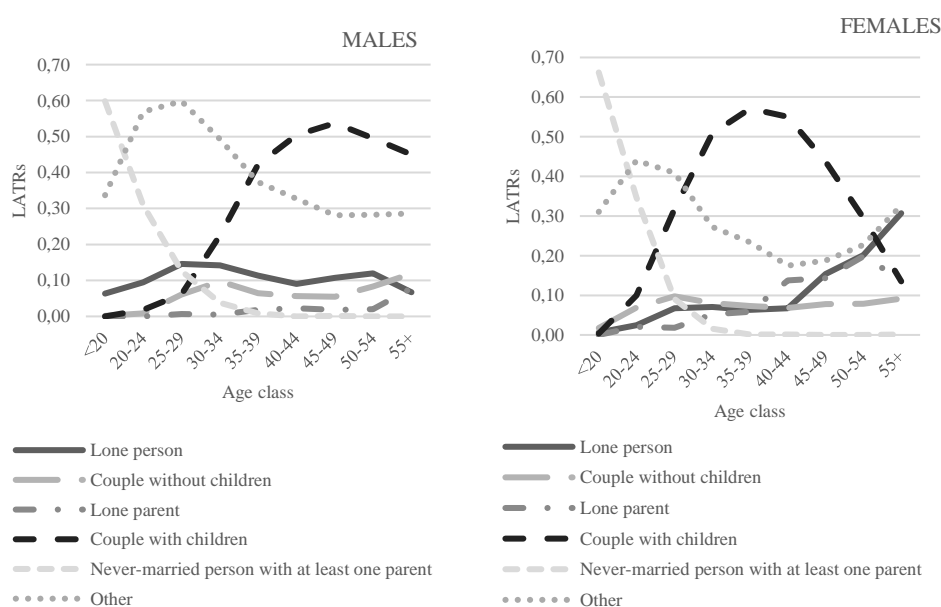 MALES
0,70
0,60
0,50
0,40
0,30
0,20
0,10
0,00
LATRs
<20
20-24
25-29
30-34
35-39
40-44
45-49
50-54
55+
Age class
Lone person
Couple without children
Lone parent
Couple with children
Never-married person with at least one parent
Other
FEMALES
0,70
0,60
0,50
0,40
0,30
0,20
0,10
0,00
LATRs
<20
20-24
25-29
30-34
35-39
40-44
45-49
50-54
55+
Age class
Lone person
Couple without children
Lone parent
Couple with children
Never-married person with at least one parent
Other